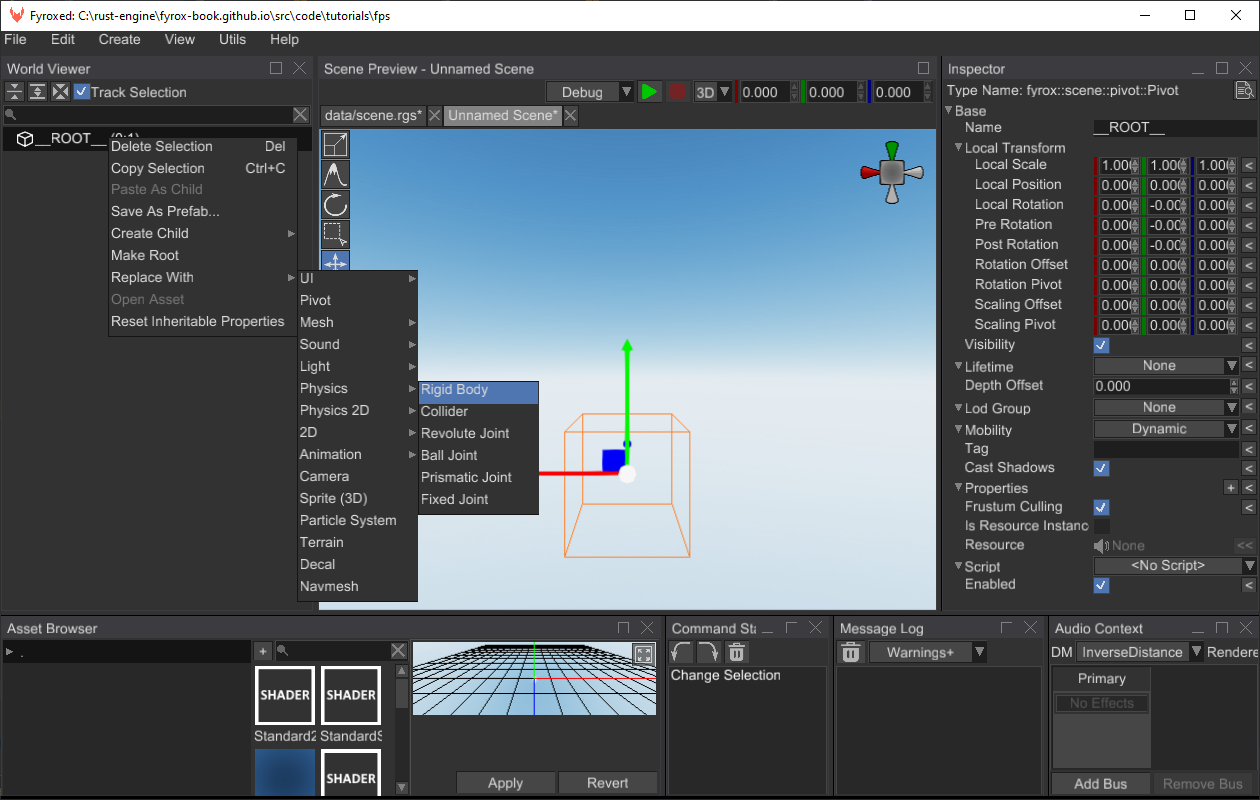 Fyroxed: C:\rust-engine\fyrox-book.github.io\src\code\tutorials\fps
File Edit Create View Utils Help
World Viewer
Track Selection
__ROOT__
Delete Selection Del
Copy Selection Ctrl+C
Paste As Child
Save As Prefab...
Create Child
Make Root
Replace With
Open Asset
Reset Inheritable Properties
UI
Pivot
Mesh
Sound
Light
Physics
Physics 2D
2D
Animation
Camera
Sprite (3D)
Particle System
Terrain
Decal
Navmesh
Rigid Body
Collider
Revolute Joint
Ball Joint
Prismatic Joint
Fixed Joint
Scene Preview - Unnamed Scene
Debug 3D 0.000 0.000 0.000
data/scene.rgs* Unnamed Scene*
Inspector
Type Name: fyrox::scene::pivot::Pivot
Base
Name __ROOT__
Local Transform
Local Scale 1.00 1.00 1.00 <
Local Position 0.00 0.00 0.00 <
Local Rotation 0.00 -0.00 0.00 <
Pre Rotation 0.00 -0.00 0.00 <
Post Rotation 0.00 -0.00 0.00 <
Rotation Offset 0.00 0.00 0.00 <
Rotation Pivot 0.00 0.00 0.00 <
Scaling Offset 0.00 0.00 0.00 <
Scaling Pivot 0.00 0.00 0.00 <
Visibility <
Lifetime None <
Depth Offset 0.000 <
Lod Group None <
Mobility Dynamic <
Tag <
Cast Shadows <
Properties + <
Frustum Culling <
Is Resource Instanc
Resource None <<
Script <No Script>
Enabled <
Asset Browser
. +
SHADER SHADER
Standard2 StandardS
SHADER
Apply Revert
Command Sta
Change Selection
Message Log
Warnings+
Audio Context
DM InverseDistance Rendere
Primary
No Effects
Add Bus Remove Bus